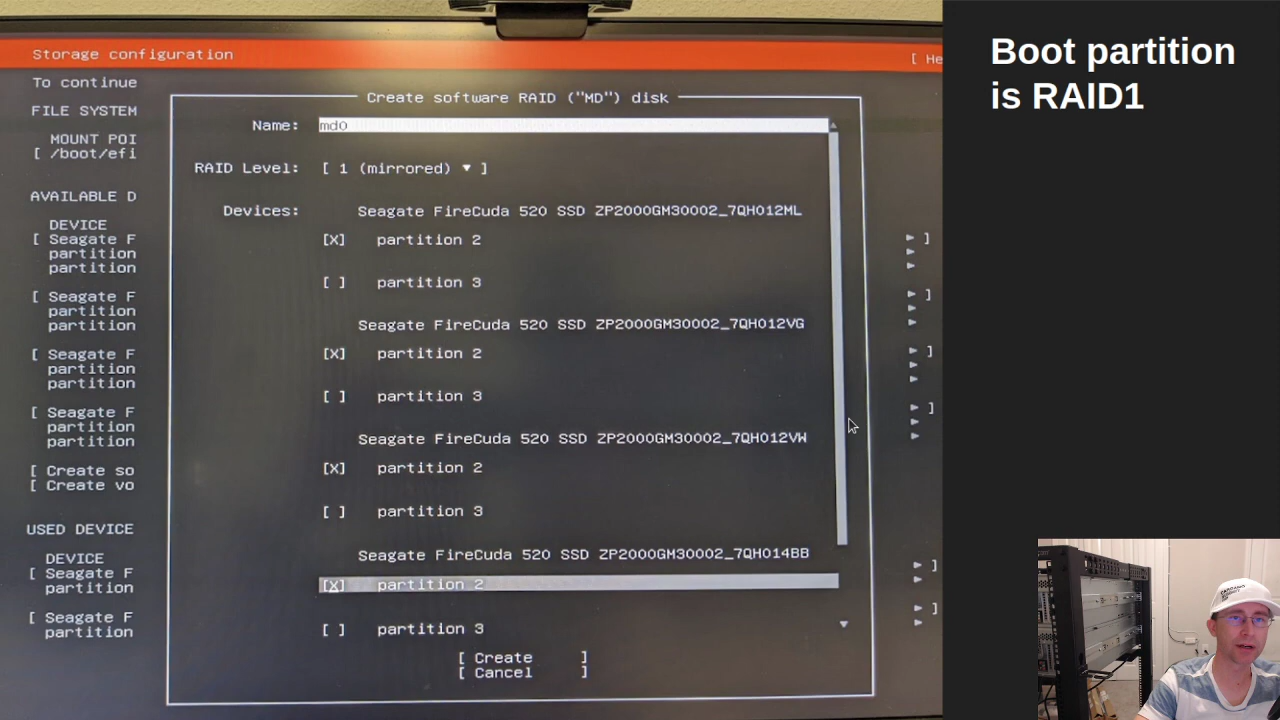 Storage configuration
[ He
To continue
FILE SYSTEM
MOUNT POI
[ /boot/efi
AVAILABLE D
DEVICE
[ Seagate F
partition
partition
[ Seagate F
partition
partition
[ Seagate F
partition
partition
[ Seagate F
partition
partition
[ Create so
[ Create vo
USED DEVICE
DEVICE
[ Seagate F
partition
[ Seagate F
partition
Create software RAID ("MD") disk
Name: md0
RAID Level: [ 1 (mirrored) ▾ ]
Devices: Seagate FireCuda 520 SSD ZP2000GM30002_7QH012ML
[X] partition 2
[ ] partition 3
Seagate FireCuda 520 SSD ZP2000GM30002_7QH012VG
[X] partition 2
[ ] partition 3
Seagate FireCuda 520 SSD ZP2000GM30002_7QH012VW
[X] partition 2
[ ] partition 3
Seagate FireCuda 520 SSD ZP2000GM30002_7QH014BB
[X] partition 2
[ ] partition 3
[ Create ]
[ Cancel ]
Boot partition
is RAID1